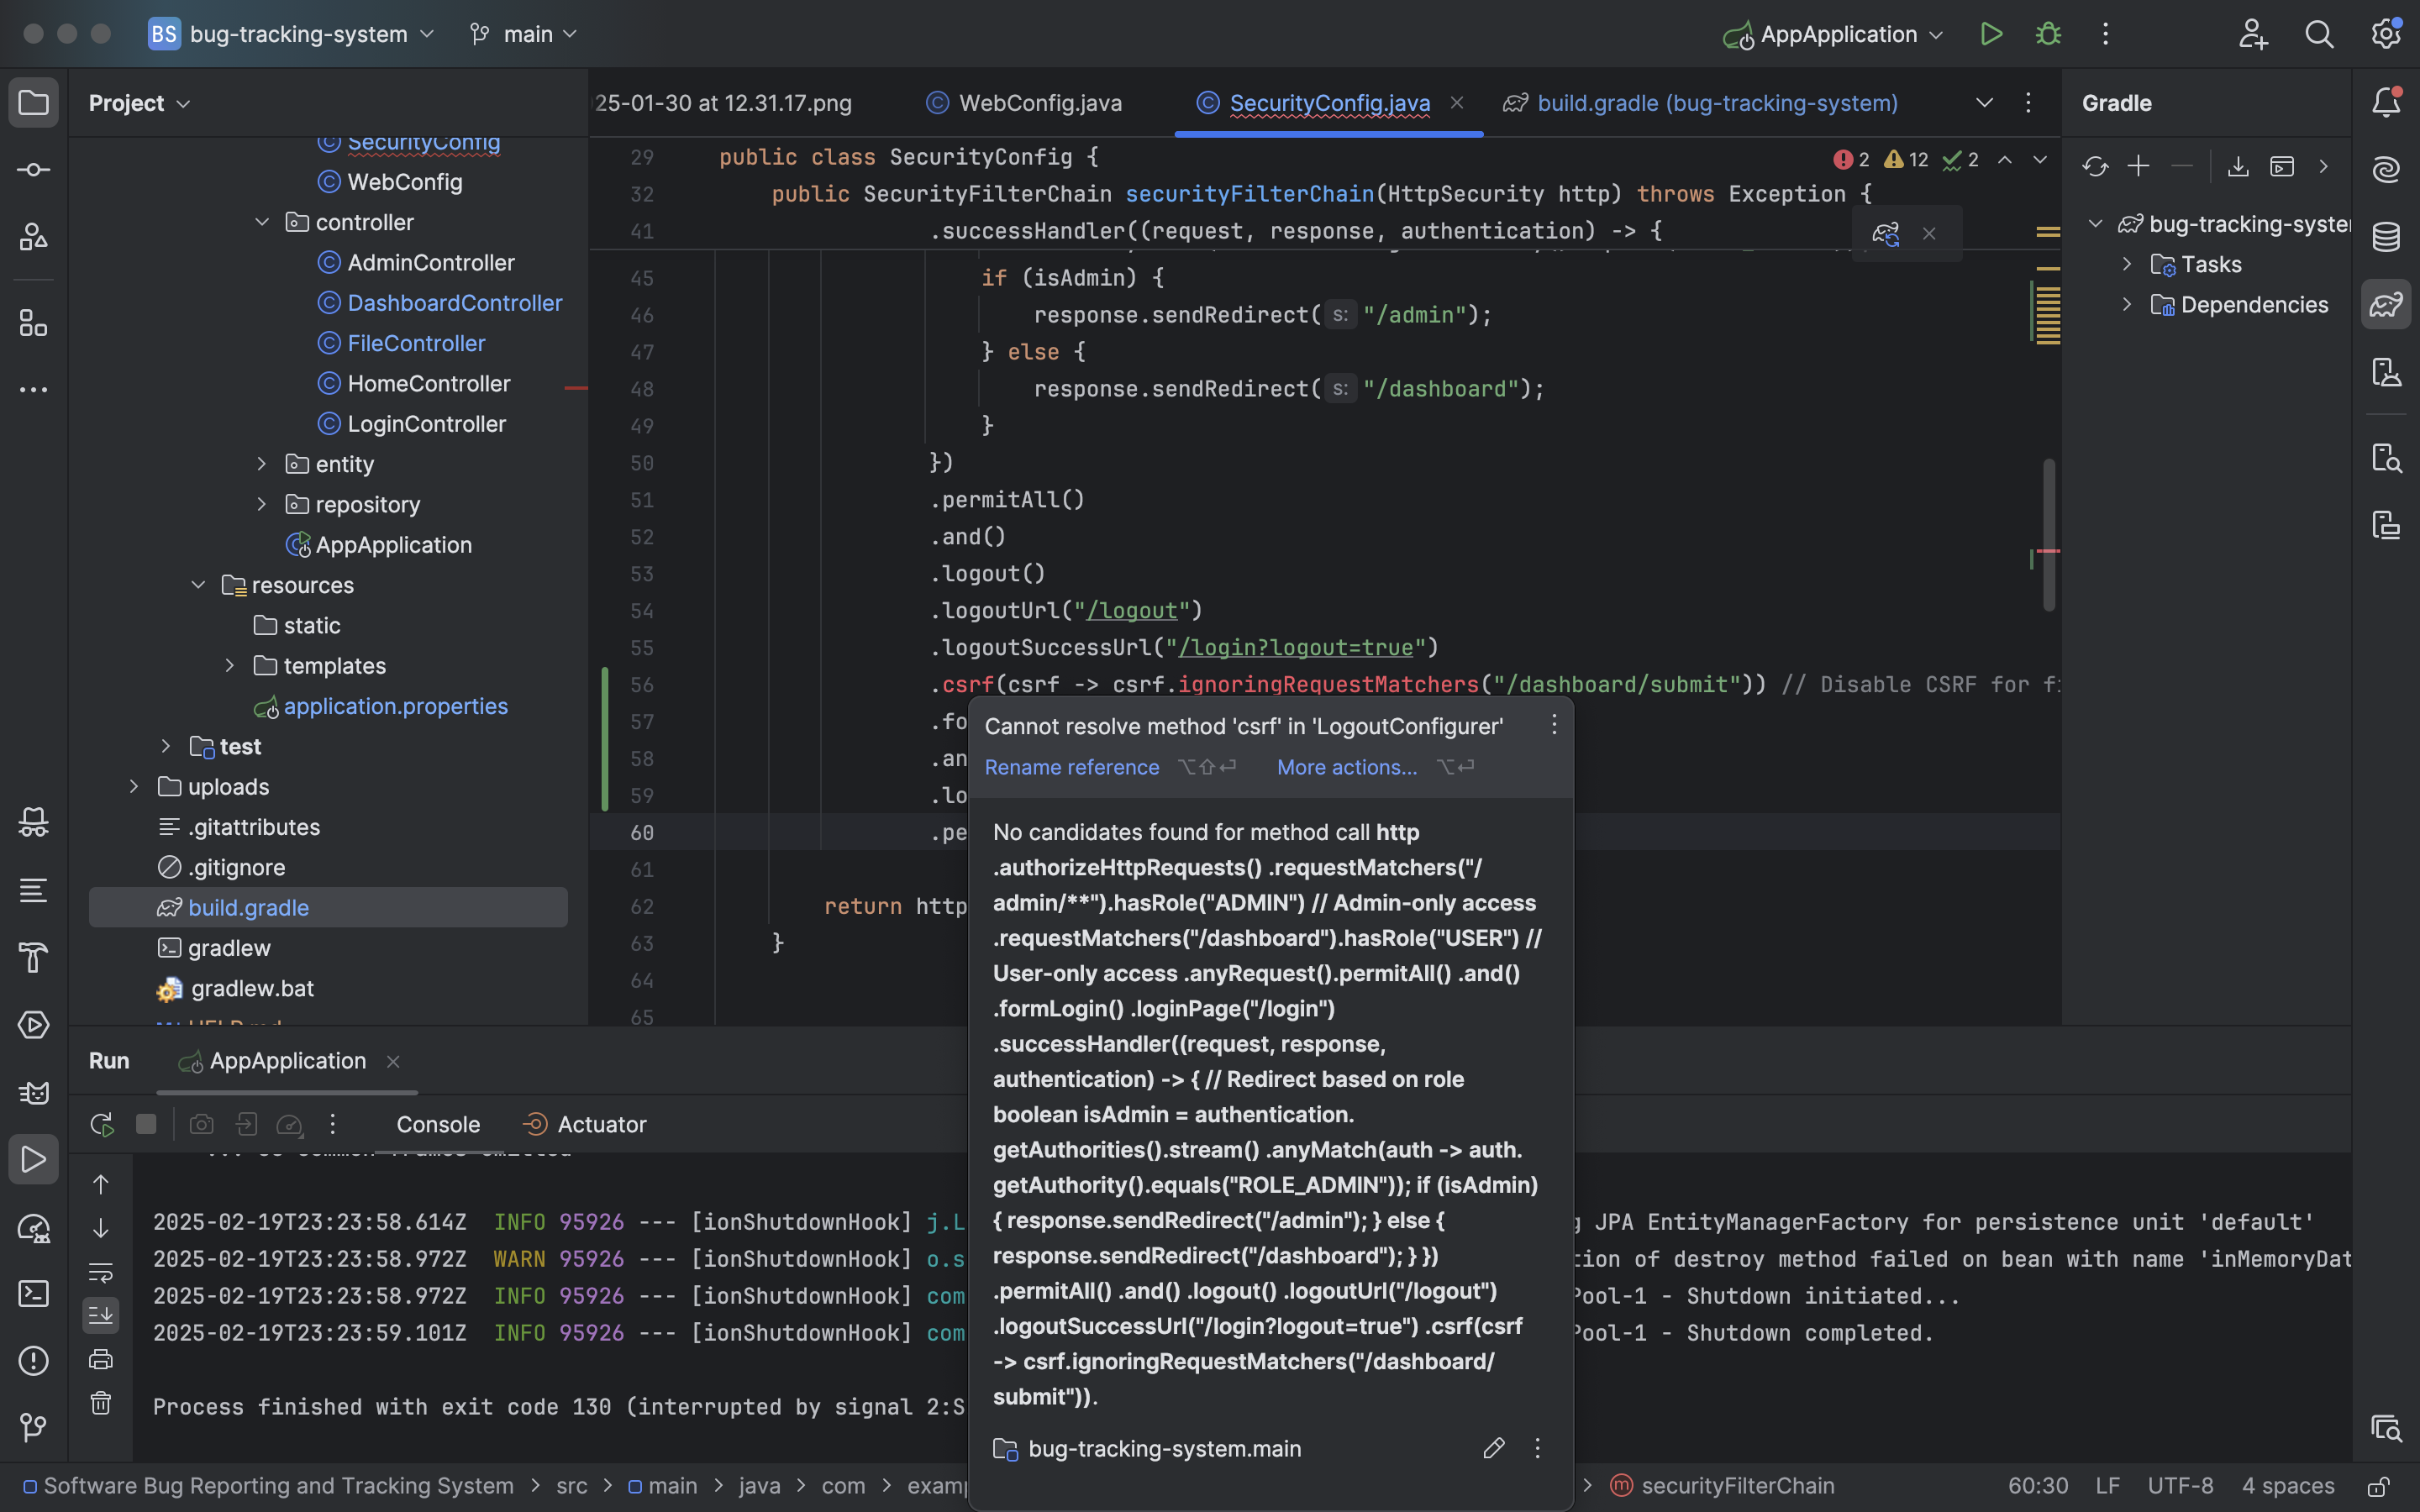 BS bug-tracking-system main AppApplication
Project
25-01-30 at 12.31.17.png WebConfig.java SecurityConfig.java build.gradle (bug-tracking-system)
Gradle
SecurityConfig
WebConfig
controller
AdminController
DashboardController
FileController
HomeController
LoginController
entity
repository
AppApplication
resources
static
templates
application.properties
test
uploads
.gitattributes
.gitignore
build.gradle
gradlew
gradlew.bat
HELP.md
29 public class SecurityConfig {
2 12 2
32 public SecurityFilterChain securityFilterChain(HttpSecurity http) throws Exception {
41 .successHandler((request, response, authentication) -> {
45 if (isAdmin) {
46 response.sendRedirect( s: "/admin");
47 } else {
48 response.sendRedirect( s: "/dashboard");
49 }
50 })
51 .permitAll()
52 .and()
53 .logout()
54 .logoutUrl("/logout")
55 .logoutSuccessUrl("/login?logout=true")
56 .csrf(csrf -> csrf.ignoringRequestMatchers("/dashboard/submit")) // Disable CSRF for f
57 .fo
58 .an
59 .lo
60 .pe
61
62 return http
63 }
64
65
Cannot resolve method 'csrf' in 'LogoutConfigurer'
Rename reference ⌥⇧⏎ More actions... ⌥⏎
No candidates found for method call http
.authorizeHttpRequests() .requestMatchers("/
admin/**").hasRole("ADMIN") // Admin-only access
.requestMatchers("/dashboard").hasRole("USER") //
User-only access .anyRequest().permitAll() .and()
.formLogin() .loginPage("/login")
.successHandler((request, response,
authentication) -> { // Redirect based on role
boolean isAdmin = authentication.
getAuthorities().stream() .anyMatch(auth -> auth.
getAuthority().equals("ROLE_ADMIN")); if (isAdmin)
{ response.sendRedirect("/admin"); } else {
response.sendRedirect("/dashboard"); } })
.permitAll() .and() .logout() .logoutUrl("/logout")
.logoutSuccessUrl("/login?logout=true") .csrf(csrf
-> csrf.ignoringRequestMatchers("/dashboard/
submit")).
bug-tracking-system.main
bug-tracking-system
Tasks
Dependencies
Run AppApplication
Console Actuator
2025-02-19T23:23:58.614Z INFO 95926 --- [ionShutdownHook] j.L g JPA EntityManagerFactory for persistence unit 'default'
2025-02-19T23:23:58.972Z WARN 95926 --- [ionShutdownHook] o.s tion of destroy method failed on bean with name 'inMemoryDat
2025-02-19T23:23:58.972Z INFO 95926 --- [ionShutdownHook] com Pool-1 - Shutdown initiated...
2025-02-19T23:23:59.101Z INFO 95926 --- [ionShutdownHook] com Pool-1 - Shutdown completed.
Process finished with exit code 130 (interrupted by signal 2:S
Software Bug Reporting and Tracking System > src > main > java > com > examp > securityFilterChain 60:30 LF UTF-8 4 spaces